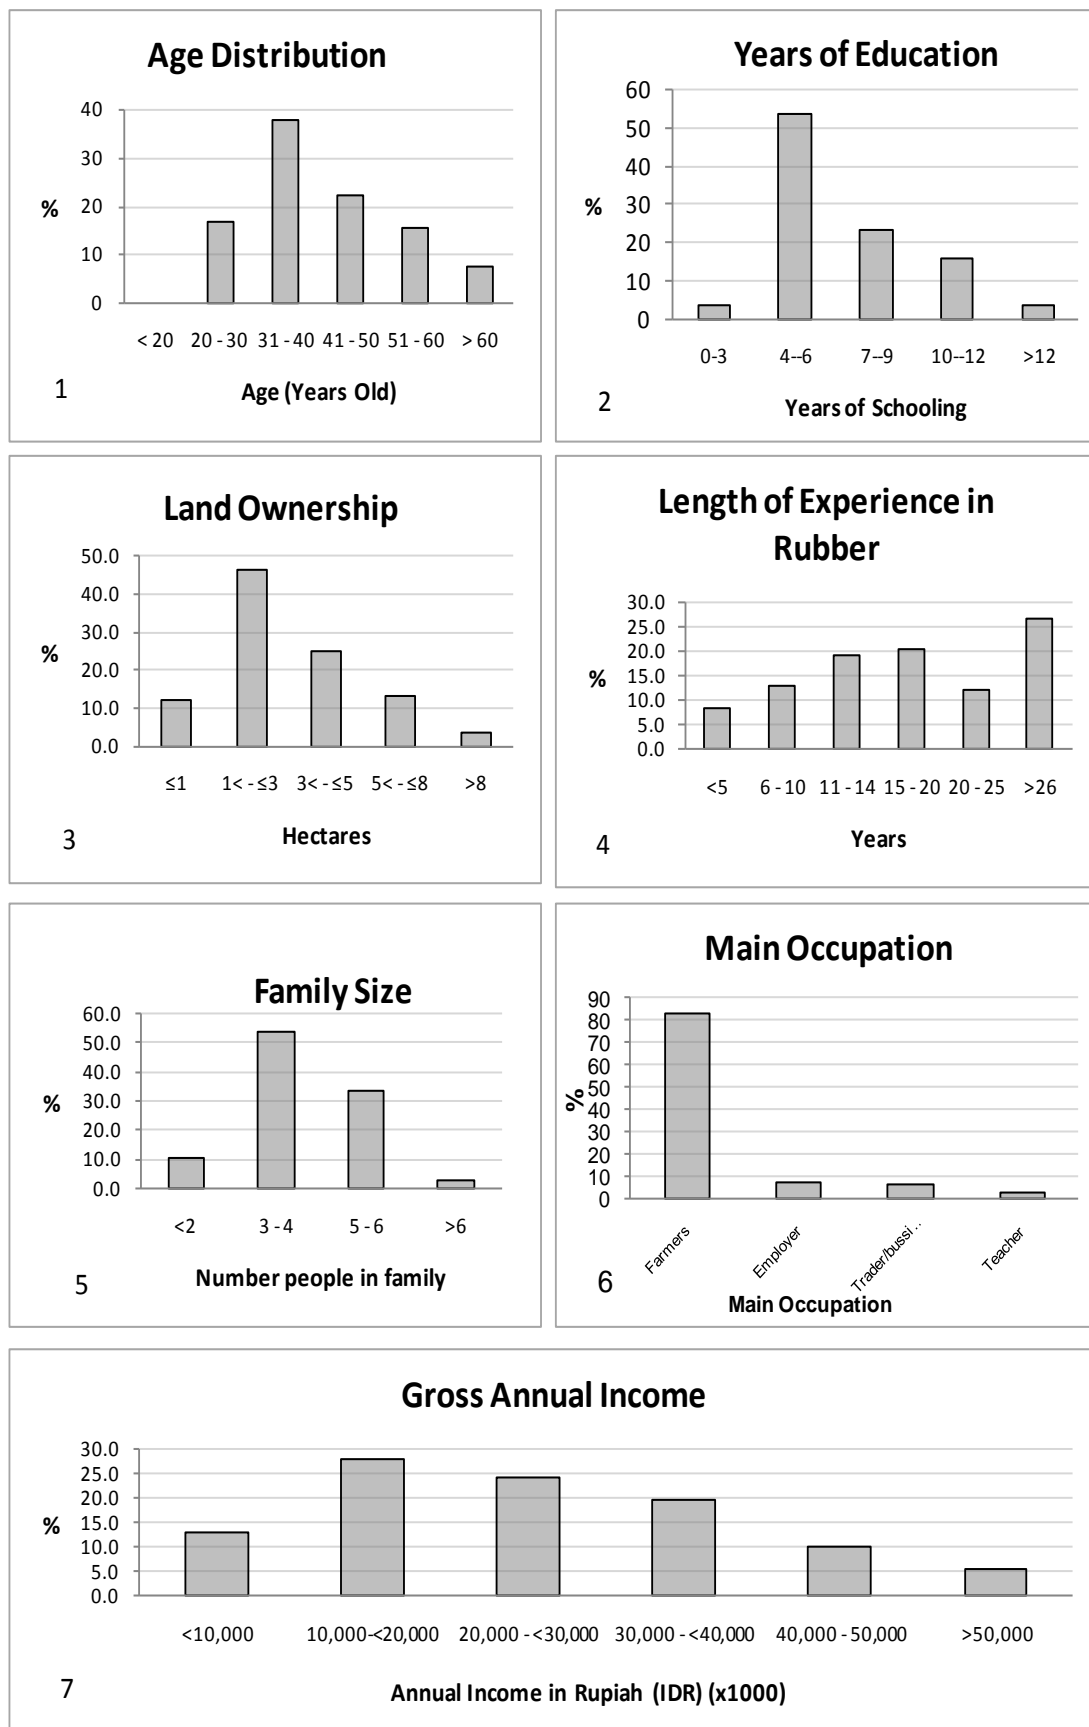 Age Distribution
40
30
20
10
0
%
< 20 20 - 30 31 - 40 41 - 50 51 - 60 > 60
Age (Years Old)
1
Years of Education
60
50
40
30
20
10
0
%
0-3 4--6 7--9 10--12 >12
Years of Schooling
2
Land Ownership
50.0
40.0
30.0
20.0
10.0
0.0
%
≤1 1< - ≤3 3< - ≤5 5< - ≤8 >8
Hectares
3
Length of Experience in
Rubber
30.0
25.0
20.0
15.0
10.0
5.0
0.0
%
<5 6 - 10 11 - 14 15 - 20 20 - 25 >26
Years
4
Family Size
60.0
50.0
40.0
30.0
20.0
10.0
0.0
%
<2 3 - 4 5 - 6 >6
Number people in family
5
Main Occupation
90
80
70
60
50
40
30
20
10
0
%
Farmers Employer Trader/bussi... Teacher
Main Occupation
6
Gross Annual Income
30.0
25.0
20.0
15.0
10.0
5.0
0.0
%
<10,000 10,000-<20,000 20,000 - <30,000 30,000 - <40,000 40,000 - 50,000 >50,000
Annual Income in Rupiah (IDR) (x1000)
7